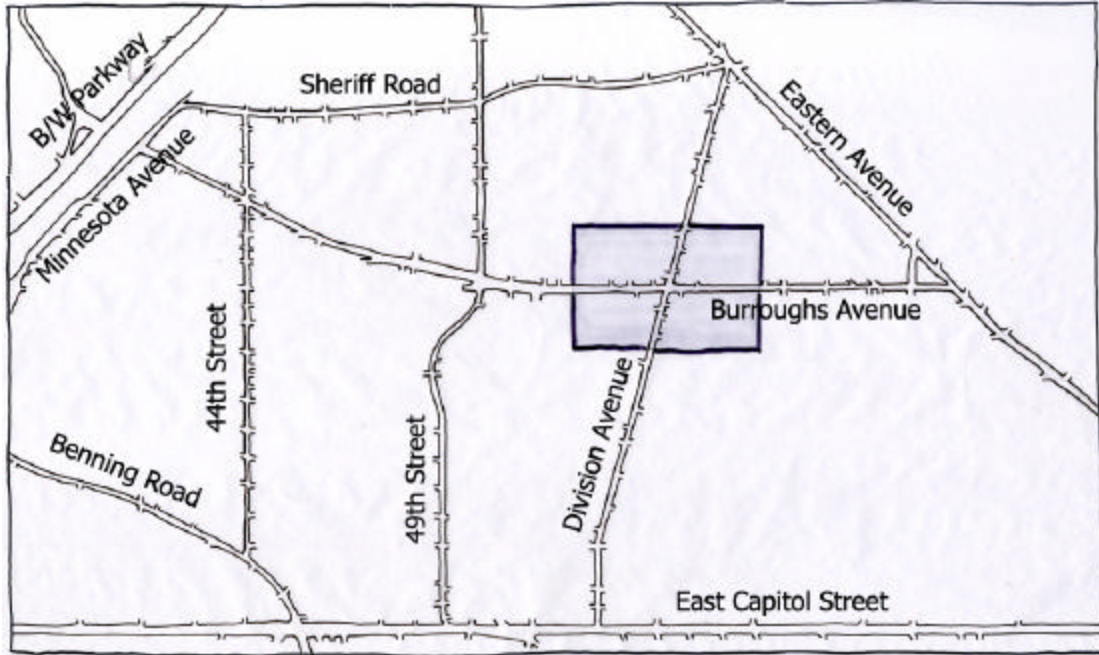 B/W Parkway
Sheriff Road
Eastern Avenue
Minnesota Avenue
Burroughs Avenue
44th Street
Division Avenue
49th Street
Benning Road
East Capitol Street